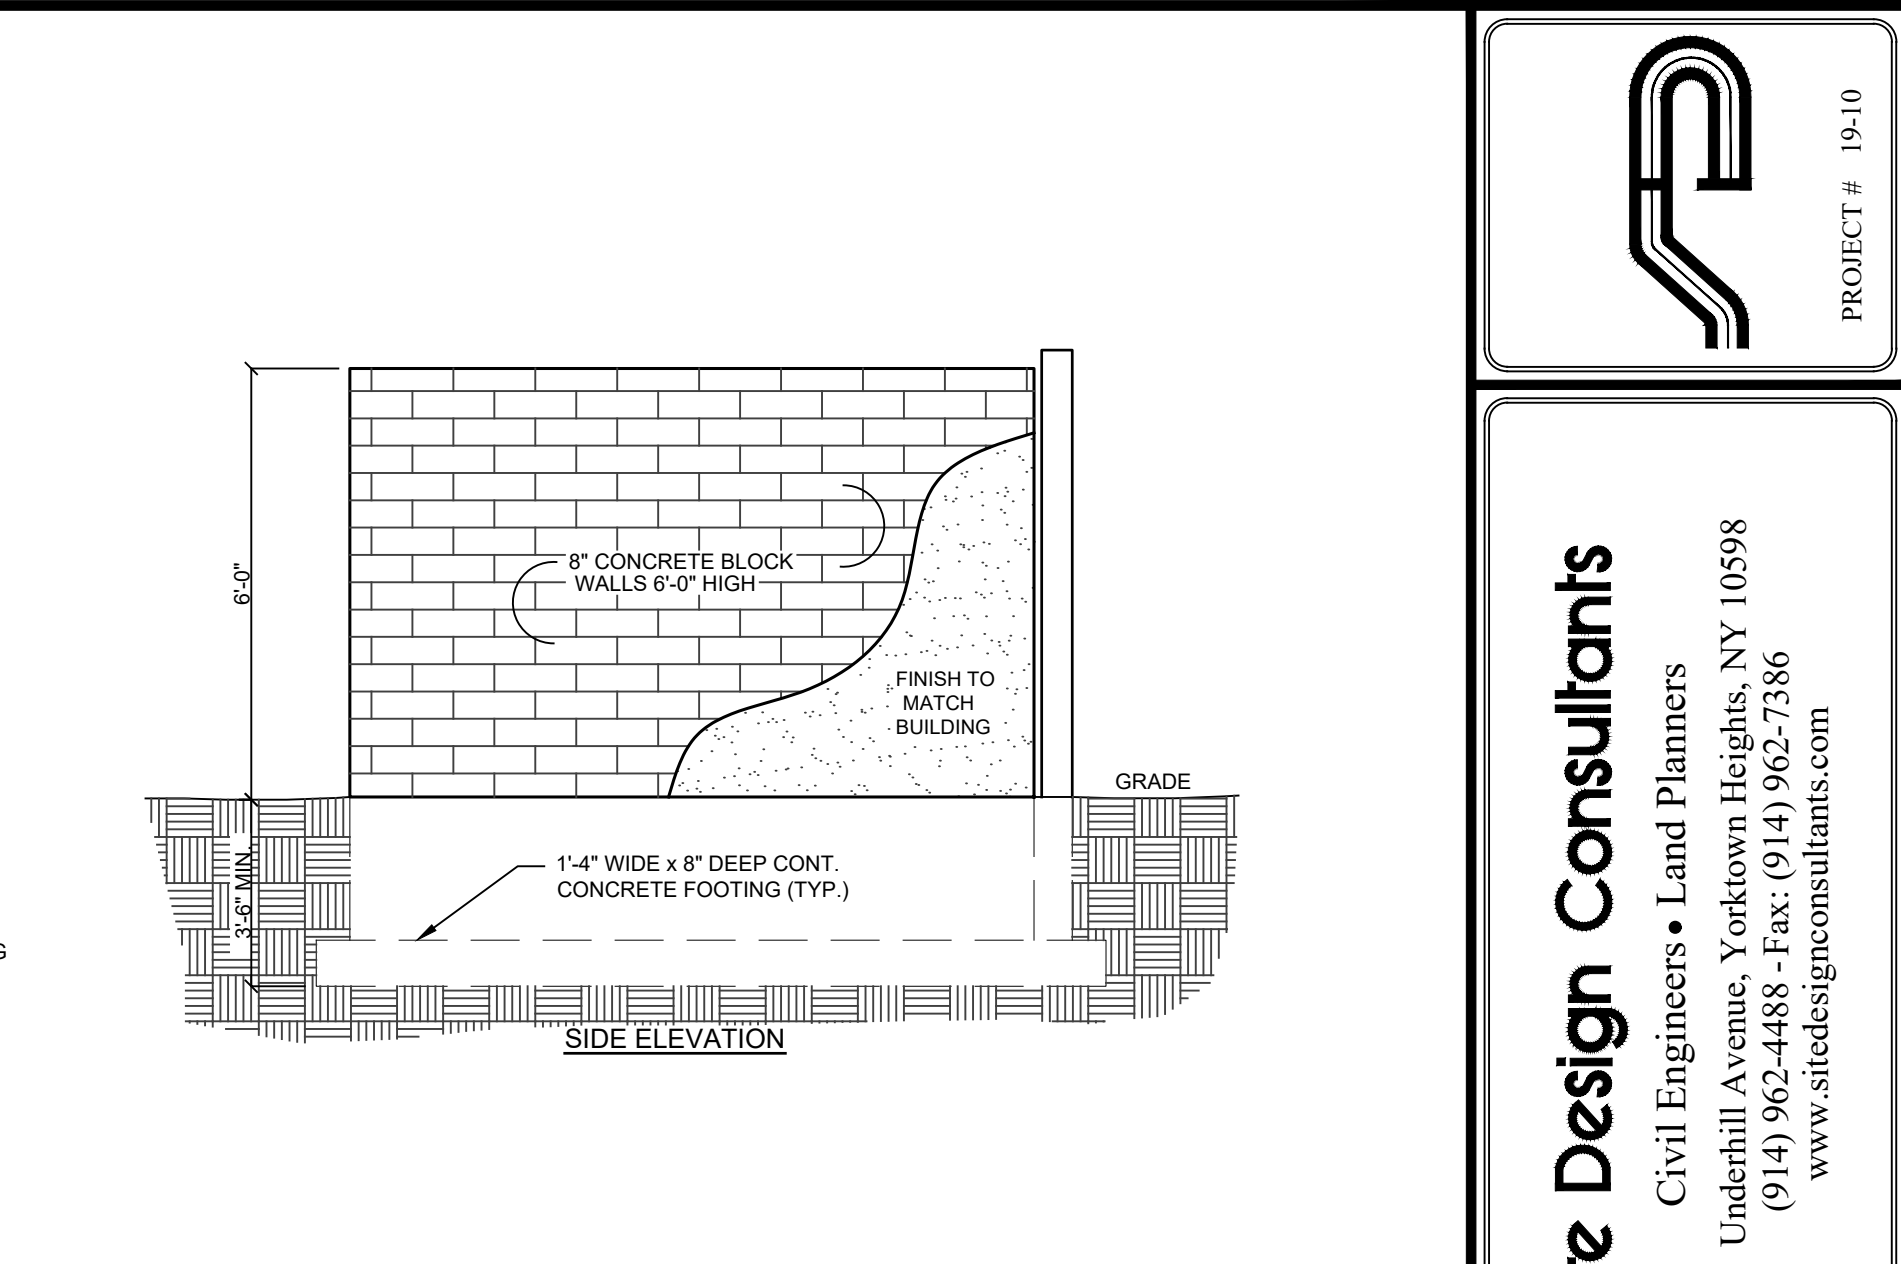 6'-0"
8" CONCRETE BLOCK
WALLS 6'-0" HIGH
FINISH TO
MATCH
BUILDING
GRADE
3'-6" MIN.
1'-4" WIDE x 8" DEEP CONT.
CONCRETE FOOTING (TYP.)
SIDE ELEVATION
PROJECT # 19-10
Design Consultants
Civil Engineers • Land Planners
Underhill Avenue, Yorktown Heights, NY 10598
(914) 962-4488 - Fax: (914) 962-7386
www.sitedesignconsultants.com